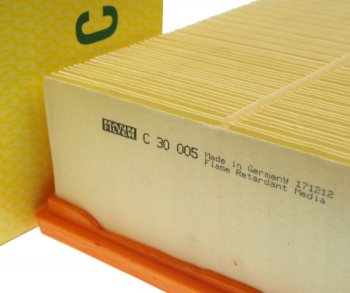 C
MANN
FILTER
C 30 005
Made in Germany 171212
Flame Retardant Media